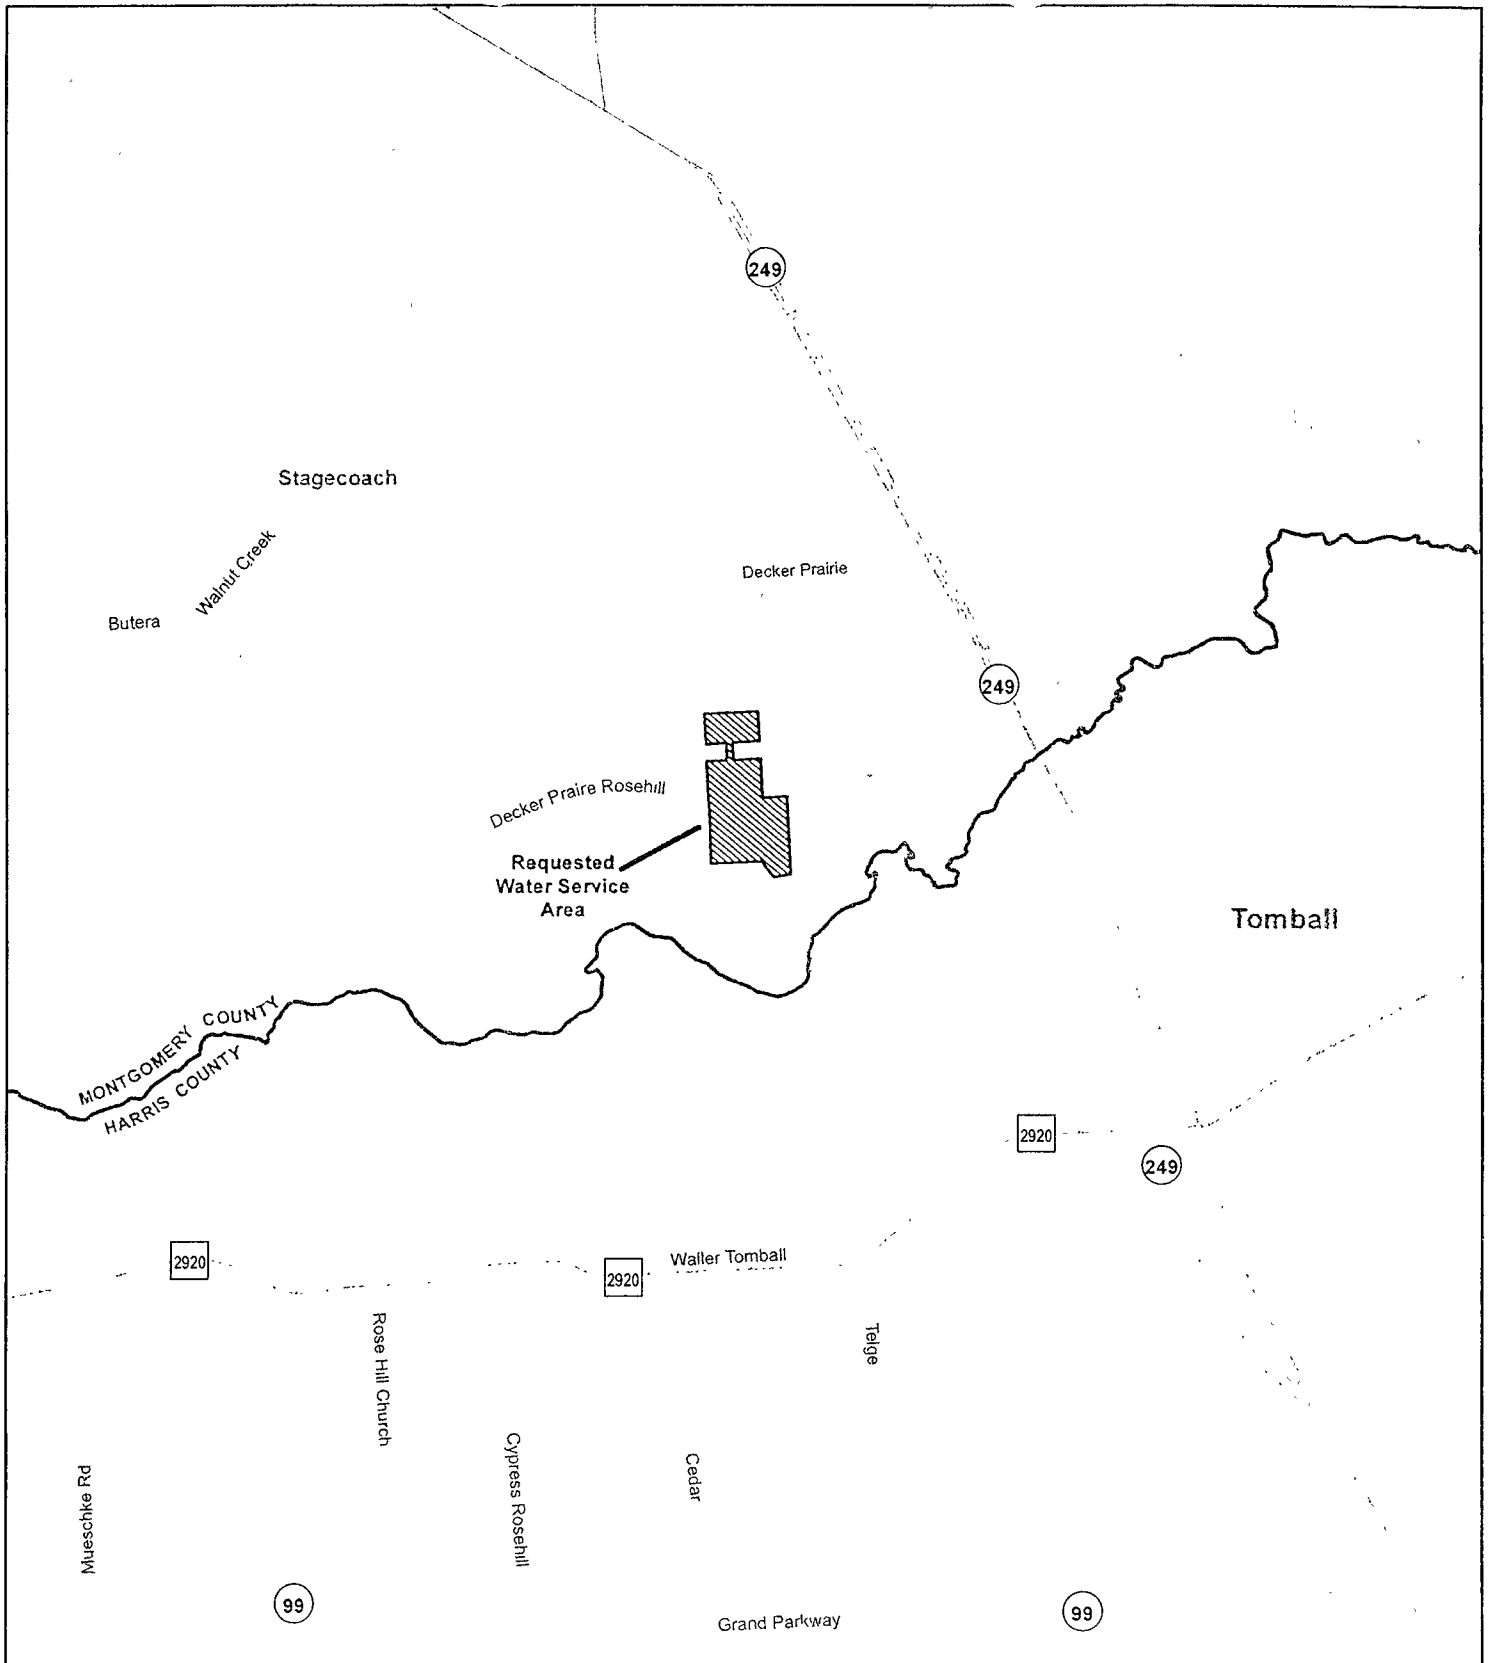 249
Stagecoach
Walnut Creek
Decker Prairie
Butera
249
Decker Praire Rosehill
Requested
Water Service
Area
Tomball
MONTGOMERY COUNTY
HARRIS COUNTY
2920
249
2920
Waller Tomball
2920
Rose Hill Church
Telge
Cypress Rosehill
Cedar
Mueschke Rd
99
Grand Parkway
99